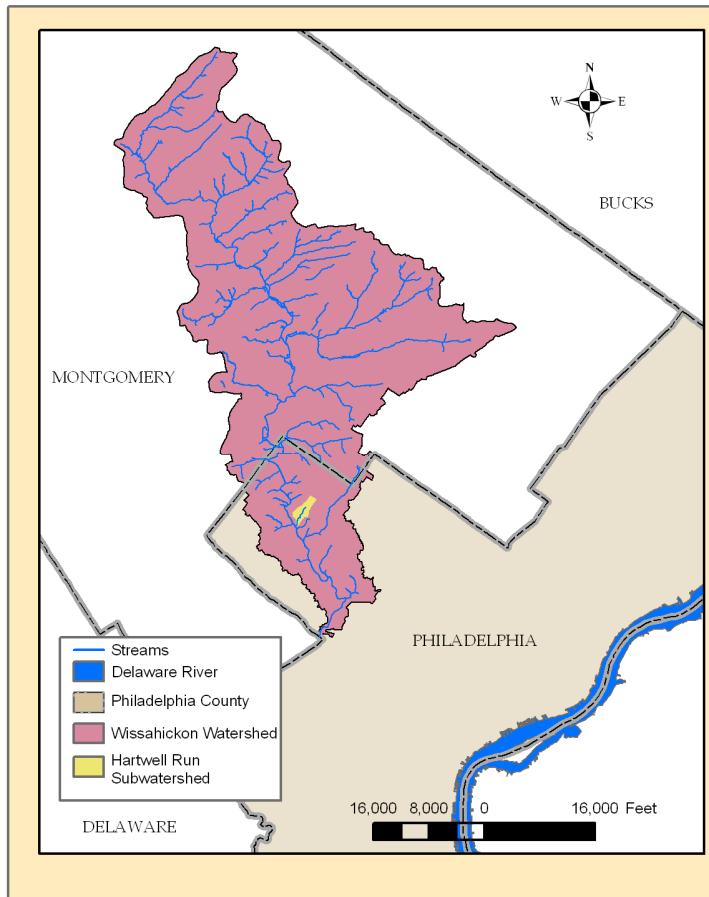 N
W E
S
BUCKS
MONTGOMERY
PHILADELPHIA
Streams
Delaware River
Philadelphia County
Wissahickon Watershed
Hartwell Run
Subwatershed
DELAWARE
16,000 8,000 0 16,000 Feet